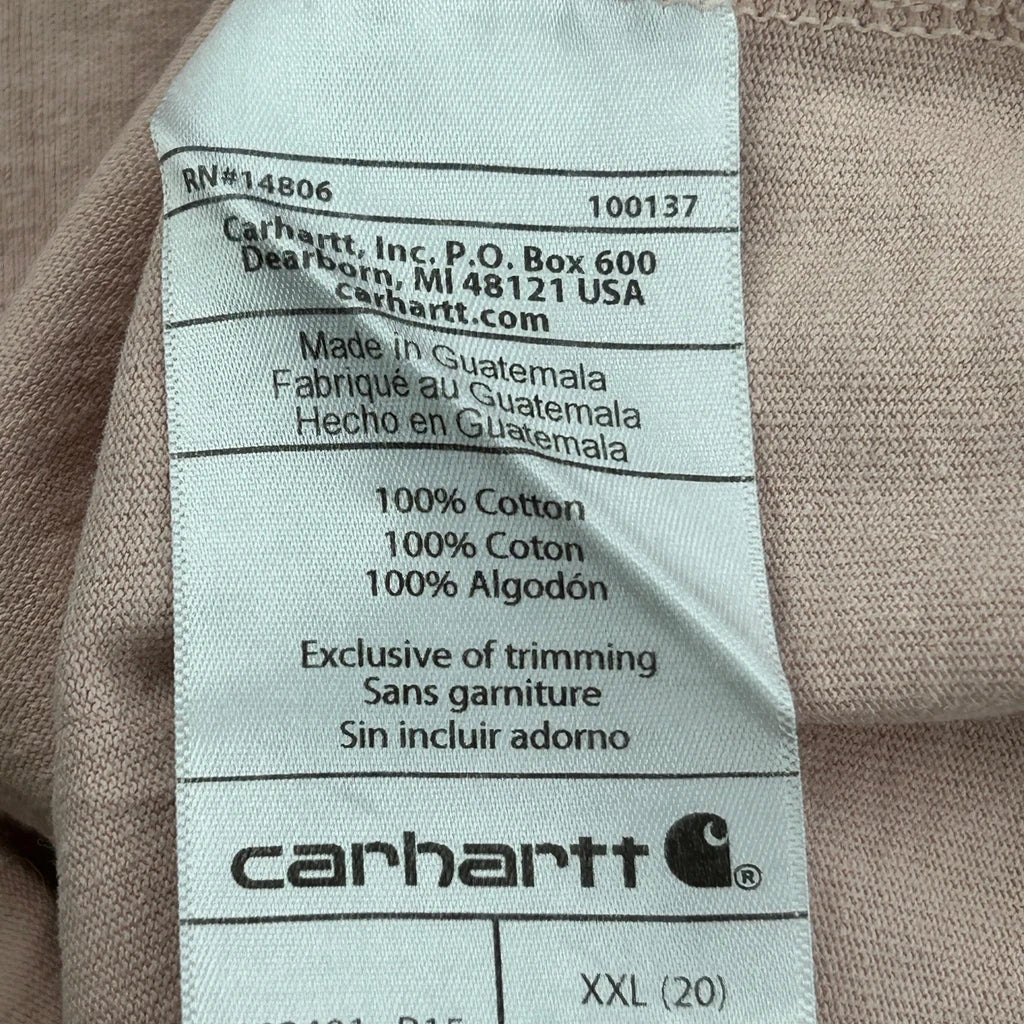 RN#14806 100137
Carhartt, Inc. P.O. Box 600
Dearborn, MI 48121 USA
carhartt.com
Made in Guatemala
Fabriqué au Guatemala
Hecho en Guatemala
100% Cotton
100% Coton
100% Algodón
Exclusive of trimming
Sans garniture
Sin incluir adorno
carhartt ®
XXL (20)